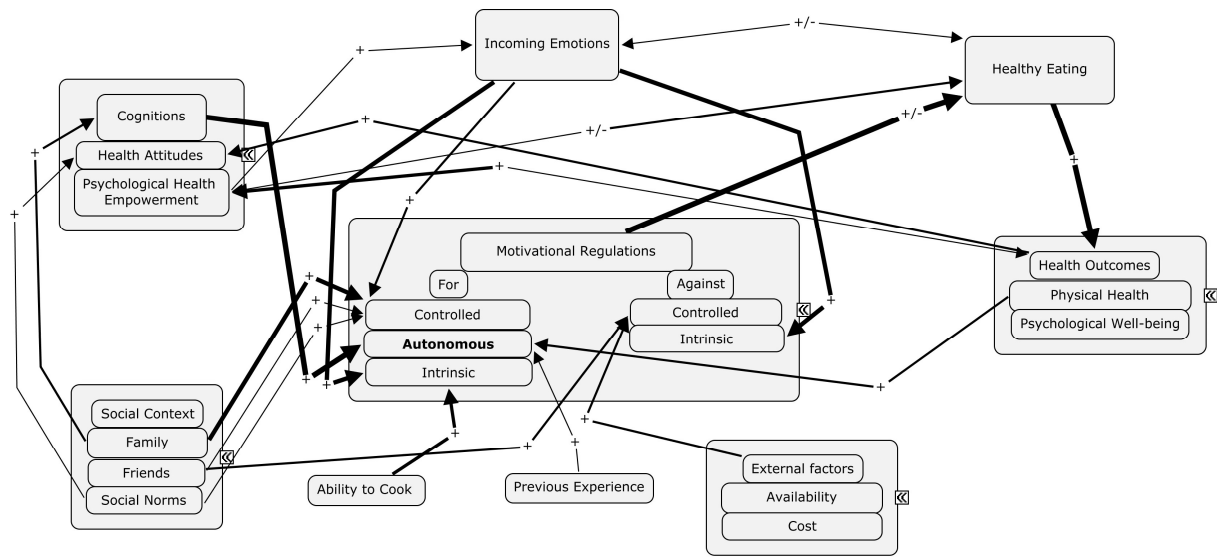 Incoming Emotions
+/-
Healthy Eating
+
Cognitions
Health Attitudes
Psychological Health
Empowerment
+
+/-
+/-
+
+
+
+
+
Motivational Regulations
For
Against
Controlled
Autonomous
Intrinsic
Controlled
Intrinsic
Health Outcomes
Physical Health
Psychological Well-being
+
+
+
+
+
+
+
Social Context
Family
Friends
Social Norms
+
+
+
+
Ability to Cook
Previous Experience
External factors
Availability
Cost